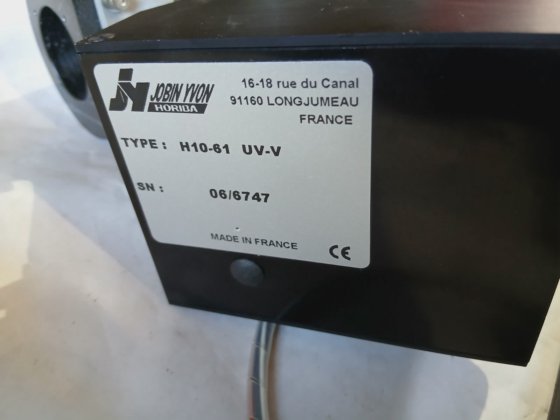 JOBIN YVON
HORIBA
16-18 rue du Canal
91160 LONGJUMEAU
FRANCE
TYPE : H10-61 UV-V
SN : 06/6747
MADE IN FRANCE
CE